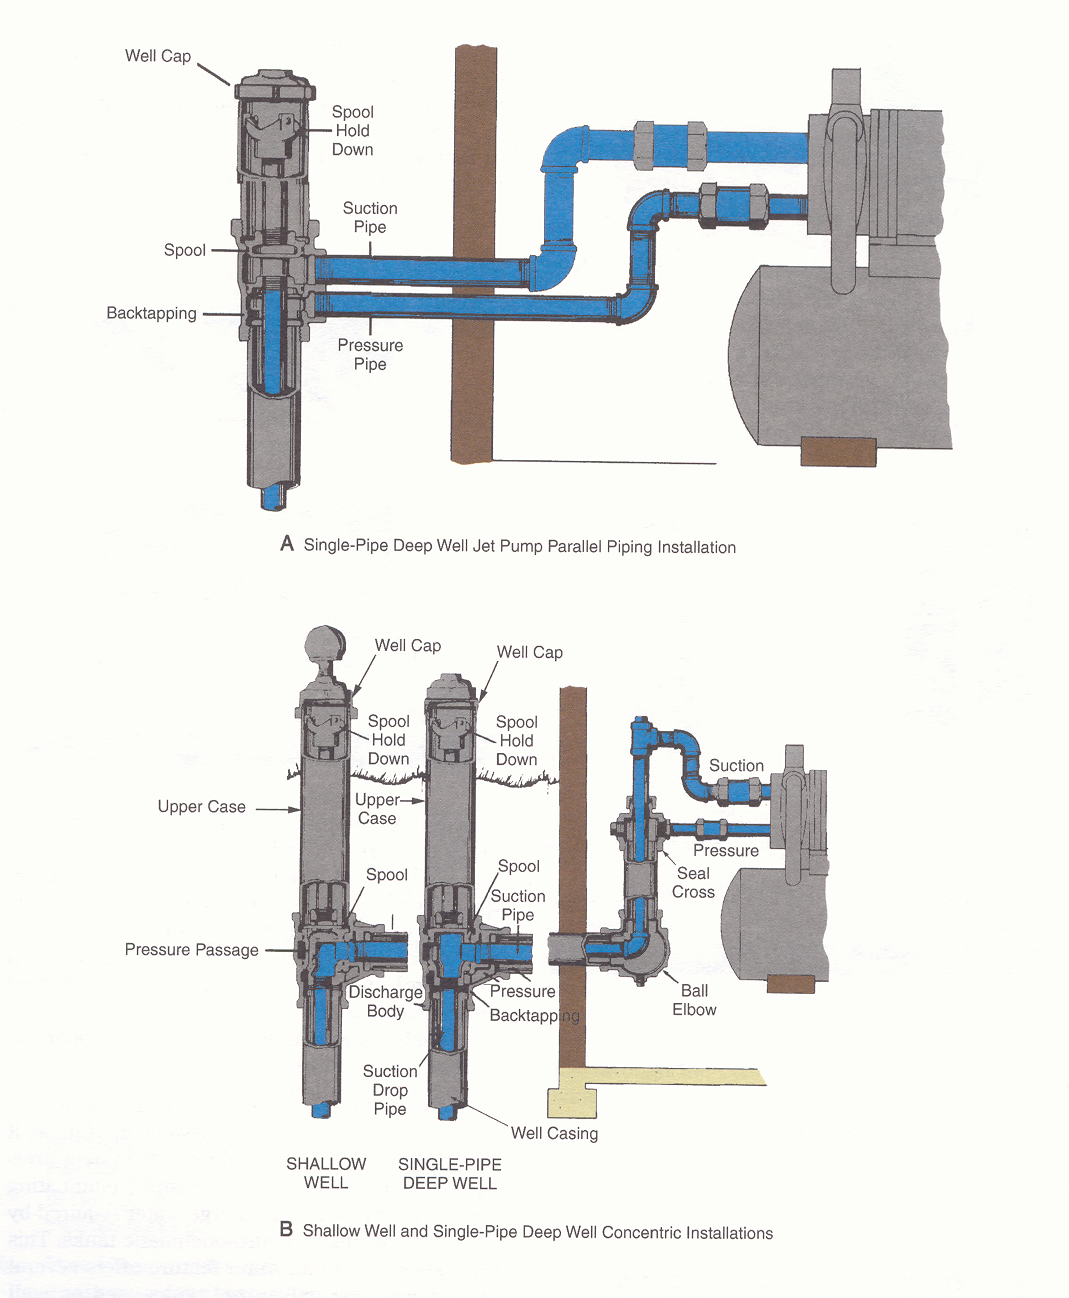 Well Cap
Spool
Hold
Down
Suction
Pipe
Spool
Backtapping
Pressure
Pipe
A Single-Pipe Deep Well Jet Pump Parallel Piping Installation
Well Cap
Well Cap
Spool
Hold
Down
Spool
Hold
Down
Suction
Upper Case
Upper
Case
Pressure
Seal
Cross
Spool
Spool
Suction
Pipe
Pressure Passage
Discharge
Body
Pressure
Backtapping
Ball
Elbow
Suction
Drop
Pipe
Well Casing
SHALLOW
WELL
SINGLE-PIPE
DEEP WELL
B Shallow Well and Single-Pipe Deep Well Concentric Installations